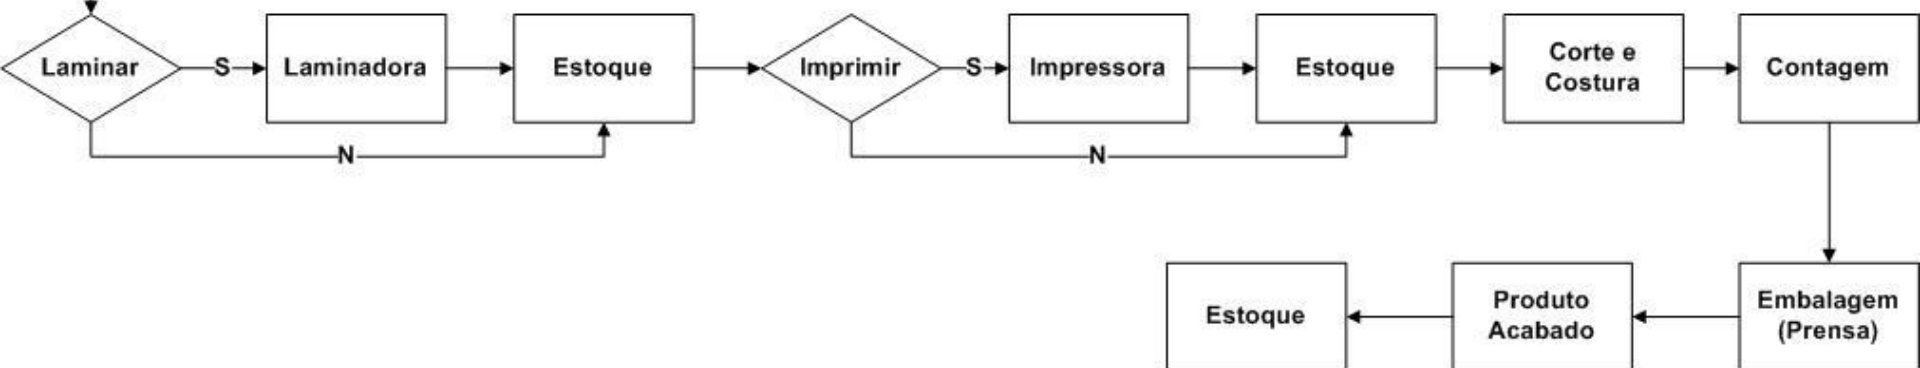 Laminar
S
Laminadora
Estoque
Imprimir
S
Impressora
Estoque
Corte e
Costura
Contagem
N
N
Estoque
Produto
Acabado
Embalagem
(Prensa)